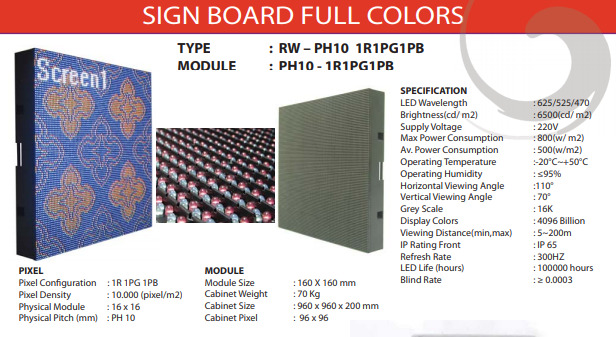 SIGN BOARD FULL COLORS
TYPE : RW – PH10 1R1PG1PB
MODULE : PH10 - 1R1PG1PB
Screen1
SPECIFICATION
LED Wavelength : 625/525/470
Brightness(cd/ m2) : 6500(cd/ m2)
Supply Voltage : 220V
Max Power Consumption : 800(w/ m2)
Av. Power Consumption : 500(w/m2)
Operating Temperature :-20°C~+50°C
Operating Humidity : ≤95%
Horizontal Viewing Angle :110°
Vertical Viewing Angle : 70°
Grey Scale : 16K
Display Colors : 4096 Billion
Viewing Distance(min,max) : 5~200m
IP Rating Front : IP 65
Refresh Rate : 300HZ
LED Life (hours) : 100000 hours
Blind Rate : ≥ 0.0003
PIXEL
Pixel Configuration : 1R 1PG 1PB
Pixel Density : 10.000 (pixel/m2)
Physical Module : 16 x 16
Physical Pitch (mm) : PH 10
MODULE
Module Size : 160 X 160 mm
Cabinet Weight : 70 Kg
Cabinet Size : 960 x 960 x 200 mm
Cabinet Pixel : 96 x 96